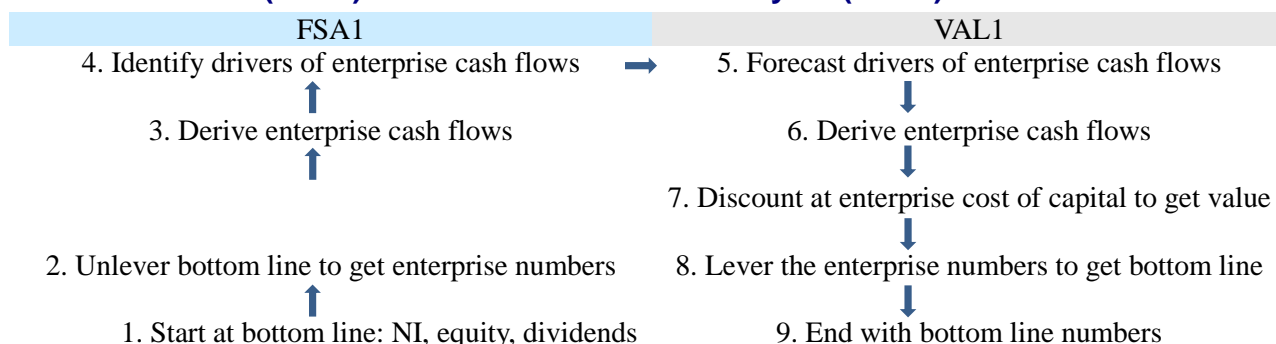 FSA1 VAL1
4. Identify drivers of enterprise cash flows 5. Forecast drivers of enterprise cash flows
3. Derive enterprise cash flows 6. Derive enterprise cash flows
7. Discount at enterprise cost of capital to get value
2. Unlever bottom line to get enterprise numbers 8. Lever the enterprise numbers to get bottom line
1. Start at bottom line: NI, equity, dividends 9. End with bottom line numbers